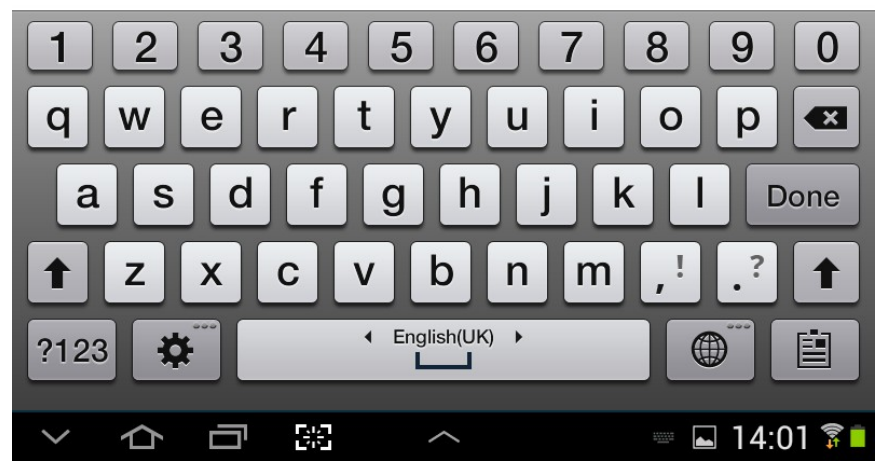 1 2 3 4 5 6 7 8 9 0
q w e r t y u i o p
a s d f g h j k l Done
z x c v b n m , ! . ?
?123 English(UK)
14:01